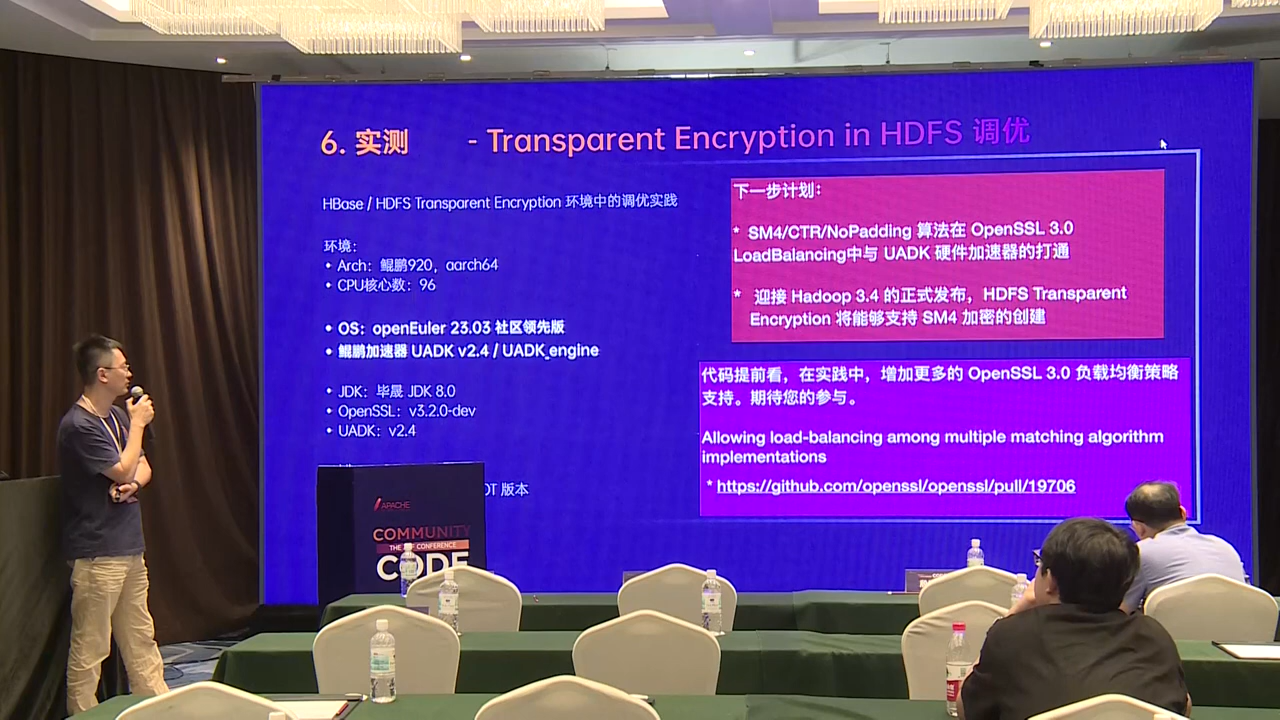 6. 实测 - Transparent Encryption in HDFS 调优
HBase / HDFS Transparent Encryption 环境中的调优实践
环境：
• Arch：鲲鹏920，aarch64
• CPU核心数：96
• OS：openEuler 23.03 社区领先版
• 鲲鹏加速器 UADK v2.4 / UADK_engine
• JDK：毕昇 JDK 8.0
• OpenSSL：v3.2.0-dev
• UADK：v2.4
OT 版本
下一步计划：
* SM4/CTR/NoPadding 算法在 OpenSSL 3.0
LoadBalancing中与 UADK 硬件加速器的打通
* 迎接 Hadoop 3.4 的正式发布，HDFS Transparent
Encryption 将能够支持 SM4 加密的创建
代码提前看，在实践中，增加更多的 OpenSSL 3.0 负载均衡策略
支持。期待您的参与。
Allowing load-balancing among multiple matching algorithm
implementations
* https://github.com/openssl/openssl/pull/19706
APACHE
COMMUNITY
THE ASF CONFERENCE
CODE